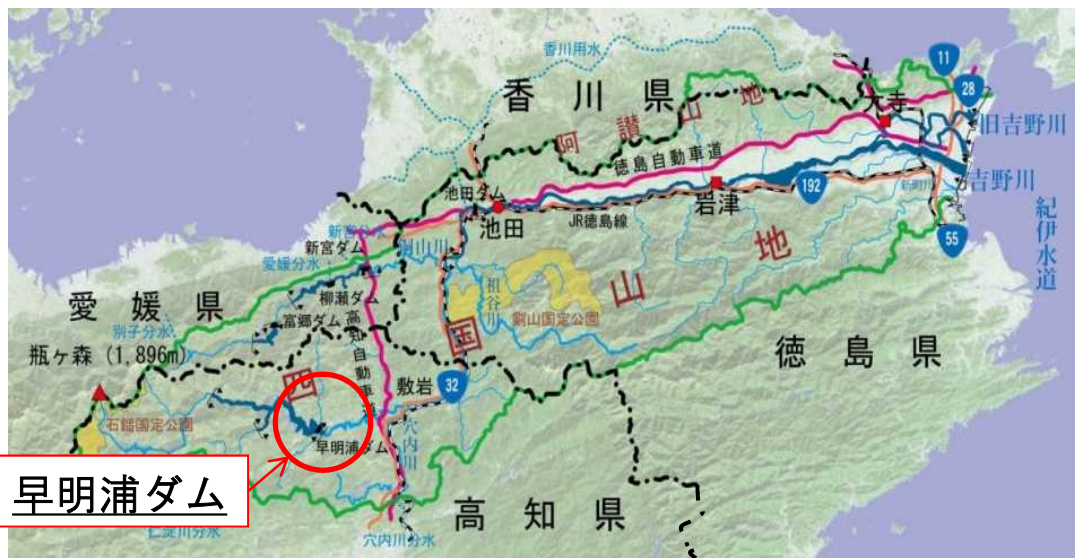 香川用水
香川県
11
28
大寺
旧吉野川
阿讃山地
徳島自動車道
吉野川
新町川
192
池田ダム
岩津
池田
JR徳島線
紀伊水道
55
新宮分水
銅山川
新宮ダム
愛媛分水
柳瀬ダム
愛媛県
富郷ダム
高知自動車道
祖谷川
剣山国定公園
四国山地
徳島県
別子分水
瓶ヶ森 (1,896m)
敷岩
32
石鎚国定公園
早明浦ダム
穴内川
早明浦ダム
高知県
仁淀川分水
穴内川分水